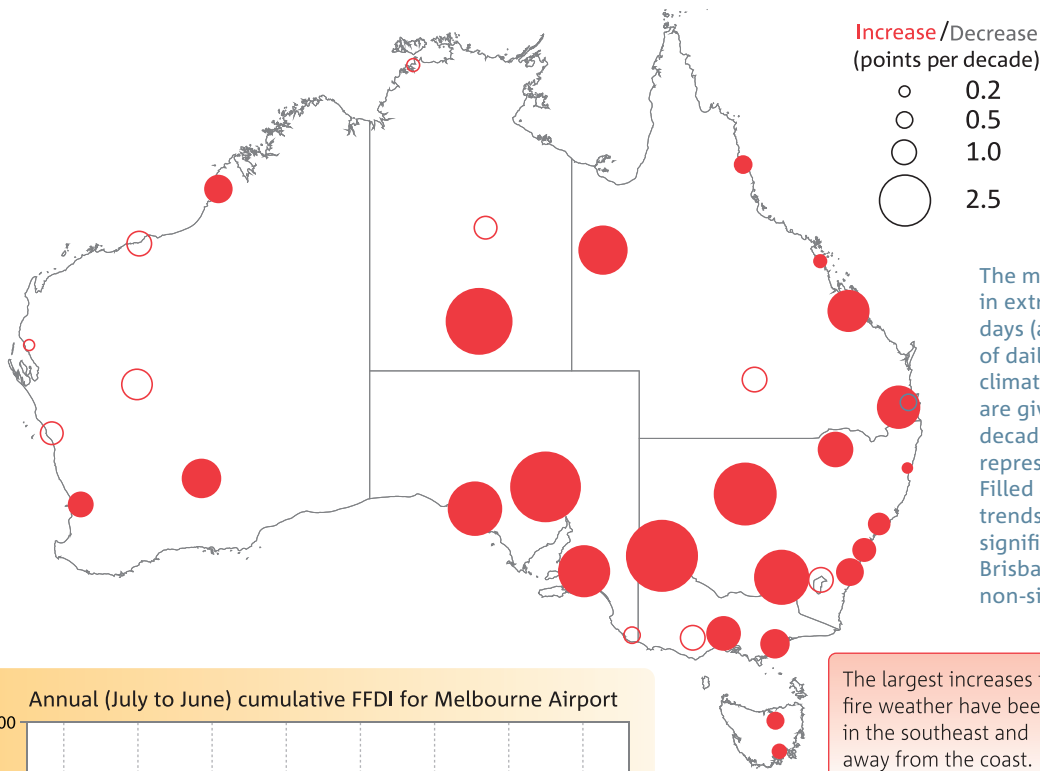 Increase/Decrease
(points per decade)
0.2
0.5
1.0
2.5
The m
in extr
days (a
of dail
climat
are giv
decad
repres
Filled
trends
signifi
Brisba
non-si
Annual (July to June) cumulative FFDI for Melbourne Airport
00
The largest increases
fire weather have bee
in the southeast and
away from the coast.